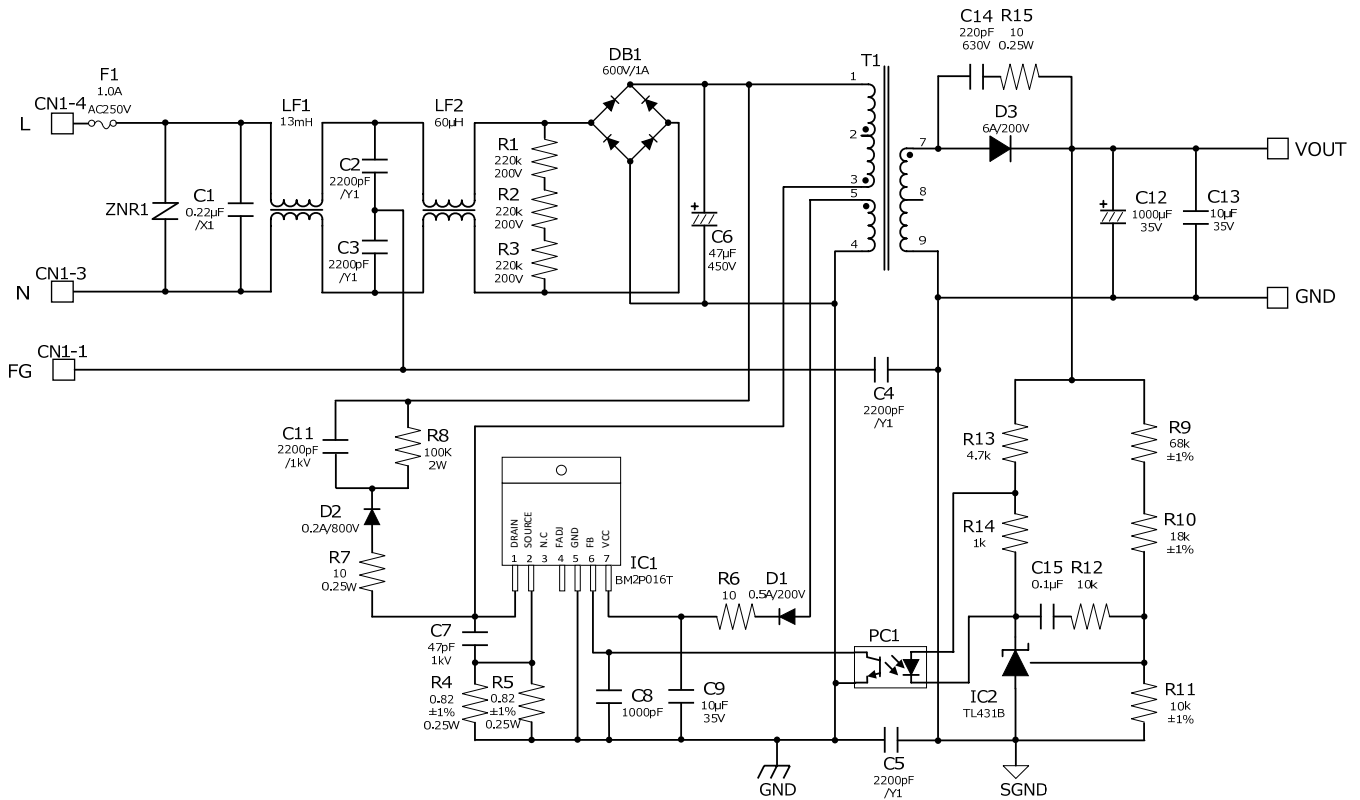 C14
220pF
630V
R15
10
0.25W
DB1
600V/1A
T1
F1
1.0A
AC250V
CN1-4
L
LF1
13mH
LF2
60µH
1
2
3
5
4
7
8
9
D3
6A/200V
VOUT
ZNR1
C1
0.22µF
/X1
C2
2200pF
/Y1
C3
2200pF
/Y1
R1
220k
200V
R2
220k
200V
R3
220k
200V
+
C6
47µF
450V
+
C12
1000µF
35V
C13
10µF
35V
CN1-3
N
GND
CN1-1
FG
C4
2200pF
/Y1
C11
2200pF
/1kV
R8
100K
2W
R13
4.7k
R9
68k
±1%
D2
0.2A/800V
R7
10
0.25W
DRAIN
SOURCE
N.C
FADJ
GND
FB
VCC
1 2 3 4 5 6 7
IC1
BM2P016T
R14
1k
R10
18k
±1%
R6
10
D1
0.5A/200V
C15
0.1µF
R12
10k
C7
47pF
1kV
PC1
R4
0.82
±1%
0.25W
R5
0.82
±1%
0.25W
C8
1000pF
C9
10µF
35V
IC2
TL431B
R11
10k
±1%
GND
C5
2200pF
/Y1
SGND